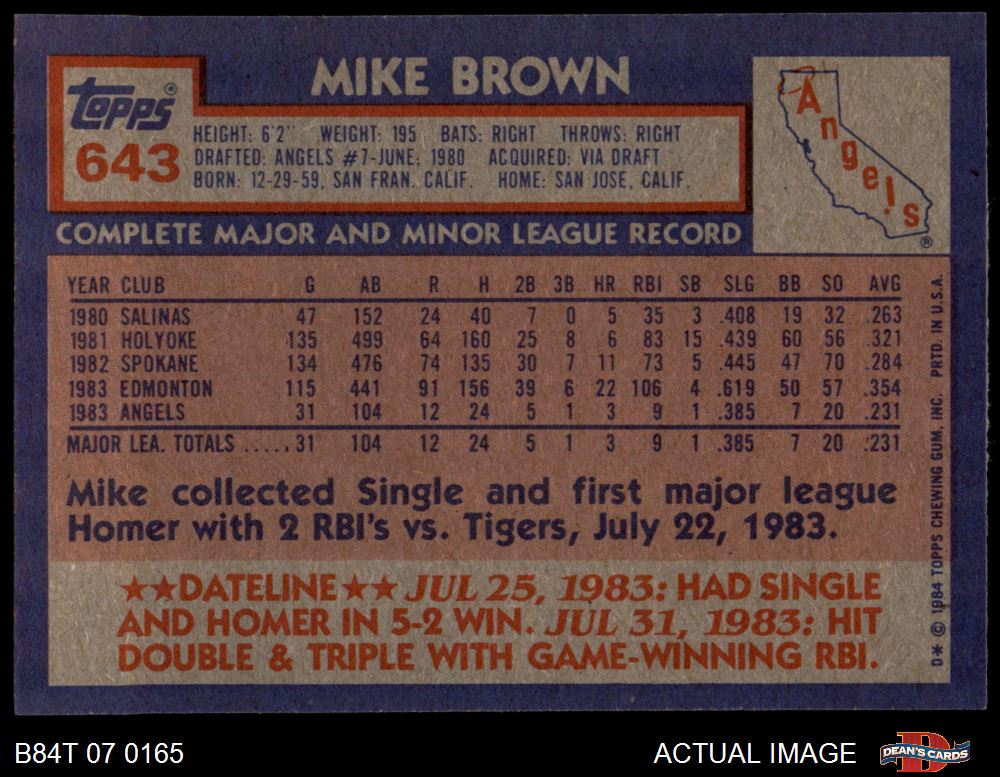 MIKE BROWN
TOPPS®
643
HEIGHT: 6'2" WEIGHT: 195 BATS: RIGHT THROWS: RIGHT
DRAFTED: ANGELS #7-JUNE, 1980 ACQUIRED: VIA DRAFT
BORN: 12-29-59, SAN FRAN. CALIF. HOME: SAN JOSE, CALIF.
Angels
®
COMPLETE MAJOR AND MINOR LEAGUE RECORD
YEAR CLUB G AB R H 2B 3B HR RBI SB SLG BB SO AVG
1980 SALINAS 47 152 24 40 7 0 5 35 3 .408 19 32 .263
1981 HOLYOKE 135 499 64 160 25 8 6 83 15 .439 60 56 .321
1982 SPOKANE 134 476 74 135 30 7 11 73 5 .445 47 70 .284
1983 EDMONTON 115 441 91 156 39 6 22 106 4 .619 50 57 .354
1983 ANGELS 31 104 12 24 5 1 3 9 1 .385 7 20 .231
MAJOR LEA. TOTALS ..... 31 104 12 24 5 1 3 9 1 .385 7 20 .231
Mike collected Single and first major league
Homer with 2 RBI's vs. Tigers, July 22, 1983.
★★DATELINE★★ JUL 25, 1983: HAD SINGLE
AND HOMER IN 5-2 WIN. JUL 31, 1983: HIT
DOUBLE & TRIPLE WITH GAME-WINNING RBI.
D* © 1984 TOPPS CHEWING GUM, INC. PRTD. IN U.S.A.
B84T 07 0165
ACTUAL IMAGE
D
DEAN'S CARDS